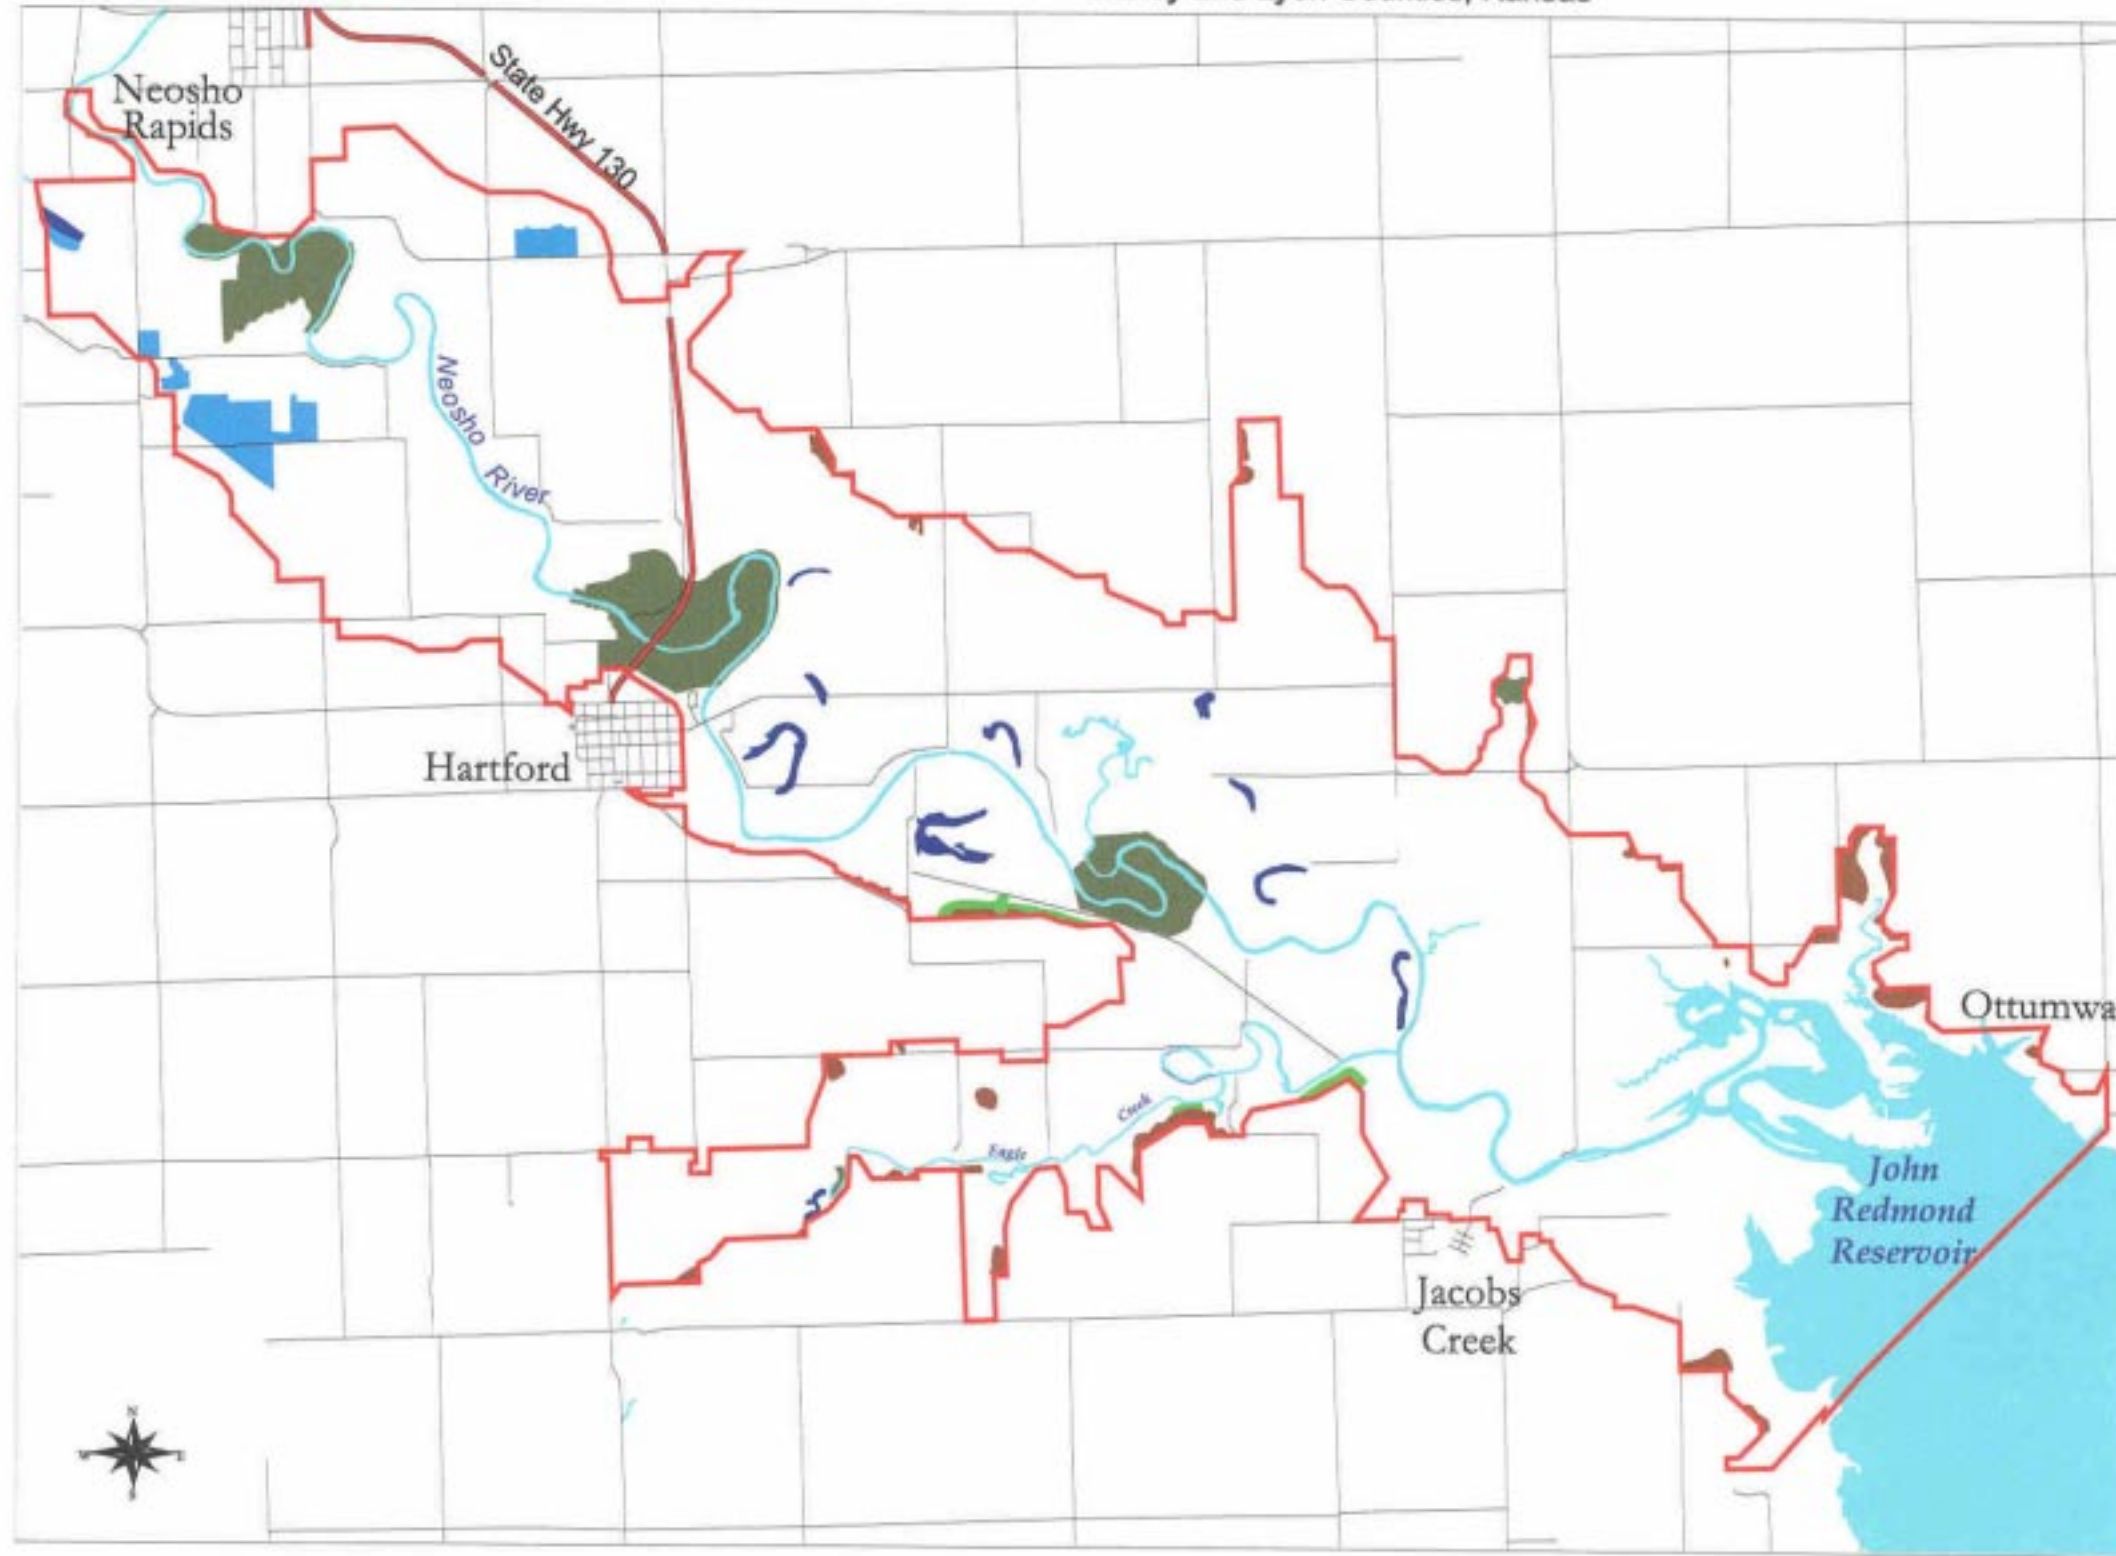 Neosho
Rapids
State Hwy 130
Neosho
River
Hartford
Ottumwa
Creek
Eagle
John
Redmond
Reservoir
Jacobs
Creek
N
S